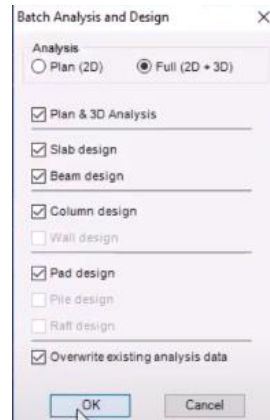 Batch Analysis and Design
Analysis
Plan (2D) Full (2D + 3D)
Plan & 3D Analysis
Slab design
Beam design
Column design
Wall design
Pad design
Pile design
Raft design
Overwrite existing analysis data
OK Cancel